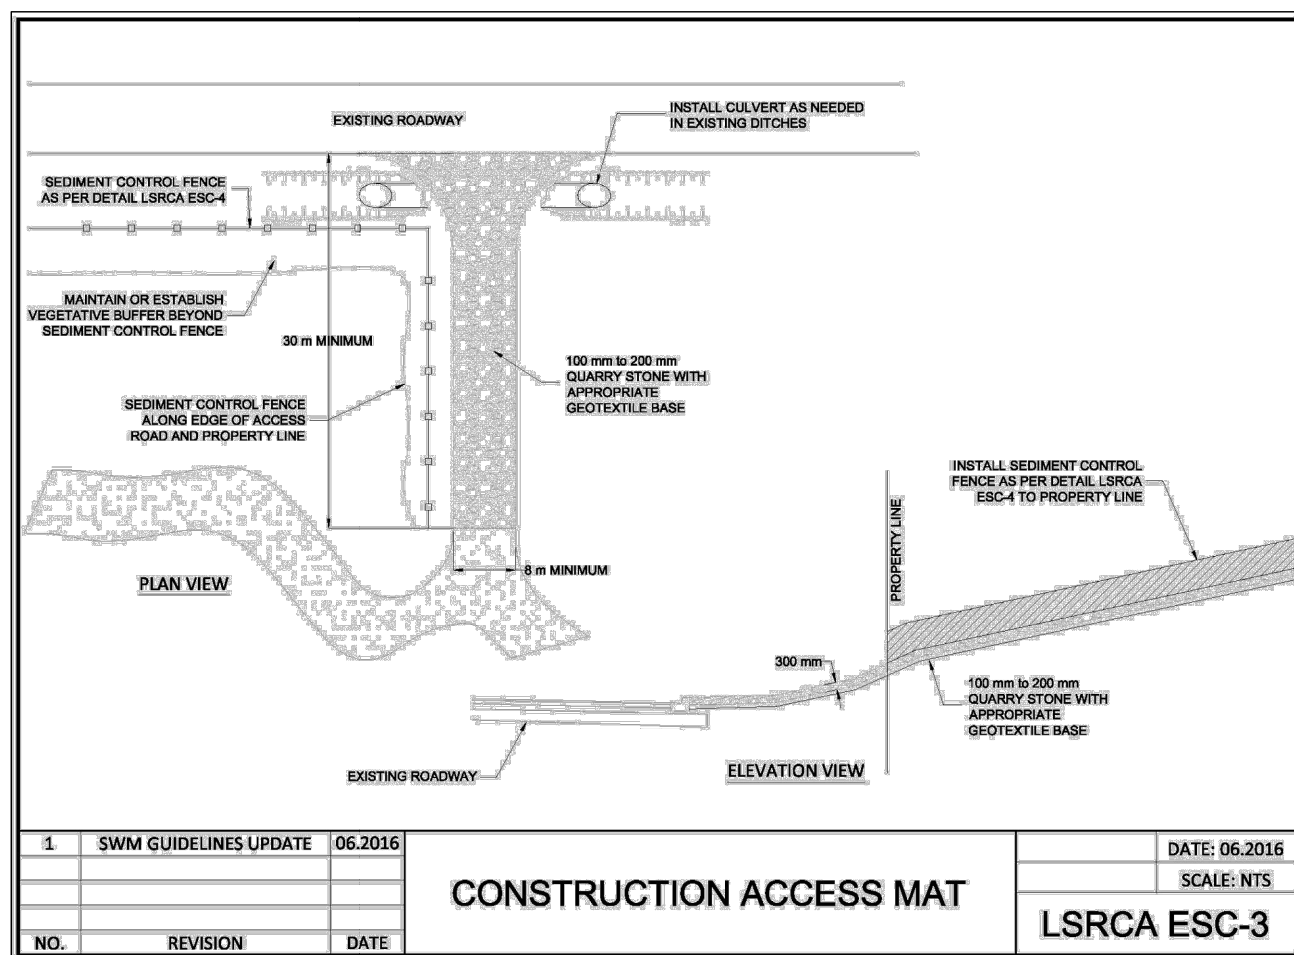 EXISTING ROADWAY
INSTALL CULVERT AS NEEDED
IN EXISTING DITCHES
SEDIMENT CONTROL FENCE
AS PER DETAIL LSRCA ESC-4
MAINTAIN OR ESTABLISH
VEGETATIVE BUFFER BEYOND
SEDIMENT CONTROL FENCE
30 m MINIMUM
100 mm to 200 mm
QUARRY STONE WITH
APPROPRIATE
GEOTEXTILE BASE
SEDIMENT CONTROL FENCE
ALONG EDGE OF ACCESS
ROAD AND PROPERTY LINE
8 m MINIMUM
PLAN VIEW
INSTALL SEDIMENT CONTROL
FENCE AS PER DETAIL LSRCA
ESC-4 TO PROPERTY LINE
PROPERTY LINE
300 mm
100 mm to 200 mm
QUARRY STONE WITH
APPROPRIATE
GEOTEXTILE BASE
EXISTING ROADWAY
ELEVATION VIEW
1 SWM GUIDELINES UPDATE 06.2016
NO. REVISION DATE
CONSTRUCTION ACCESS MAT
DATE: 06.2016
SCALE: NTS
LSRCA ESC-3